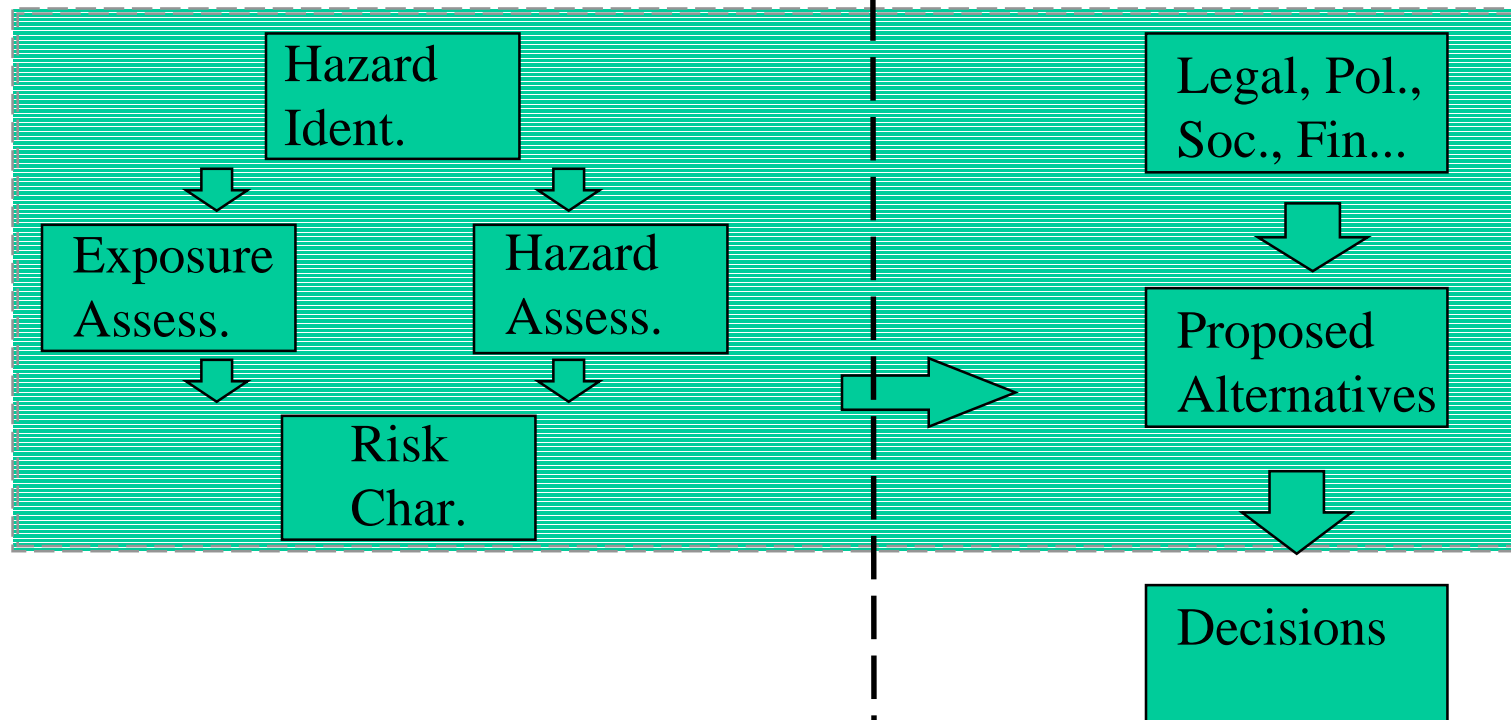 Hazard
Ident.
Exposure
Assess.
Hazard
Assess.
Risk
Char.
Legal, Pol.,
Soc., Fin...
Proposed
Alternatives
Decisions